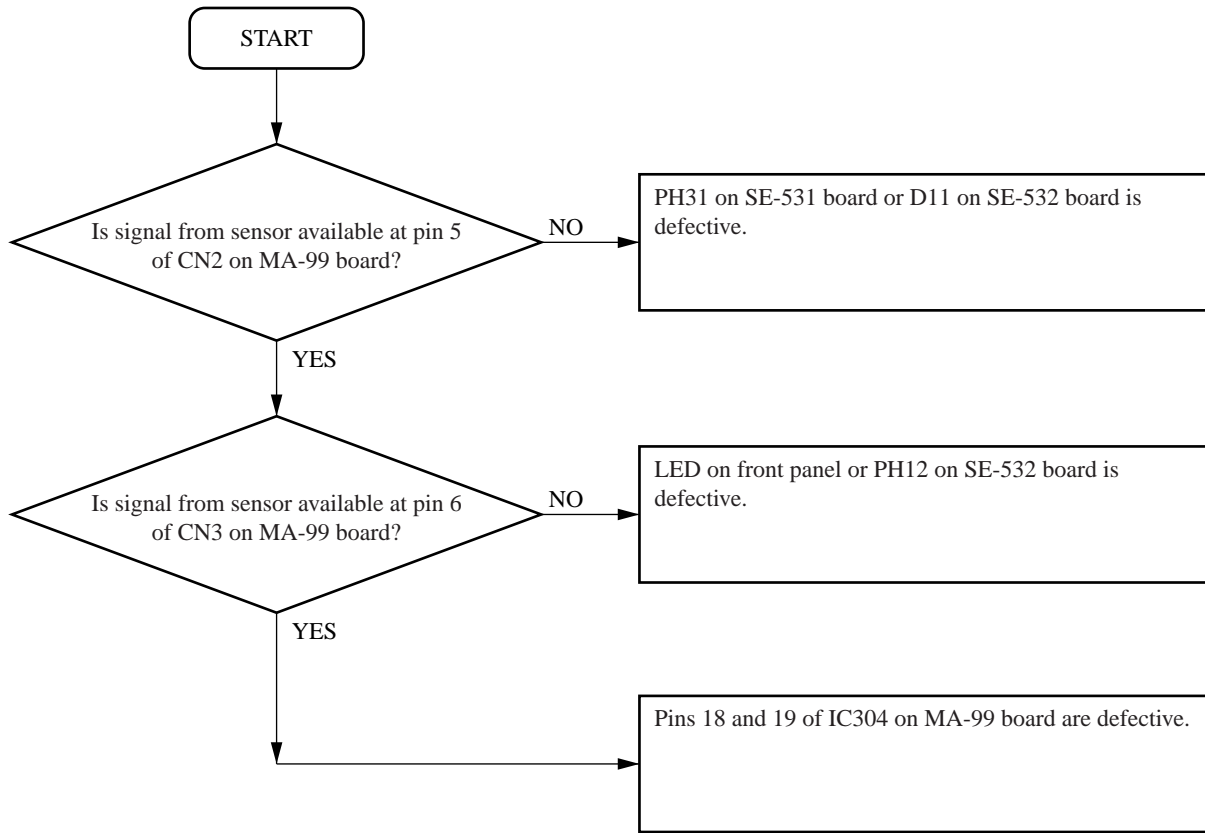 START
Is signal from sensor available at pin 5
of CN2 on MA-99 board?
NO
PH31 on SE-531 board or D11 on SE-532 board is
defective.
YES
Is signal from sensor available at pin 6
of CN3 on MA-99 board?
NO
LED on front panel or PH12 on SE-532 board is
defective.
YES
Pins 18 and 19 of IC304 on MA-99 board are defective.